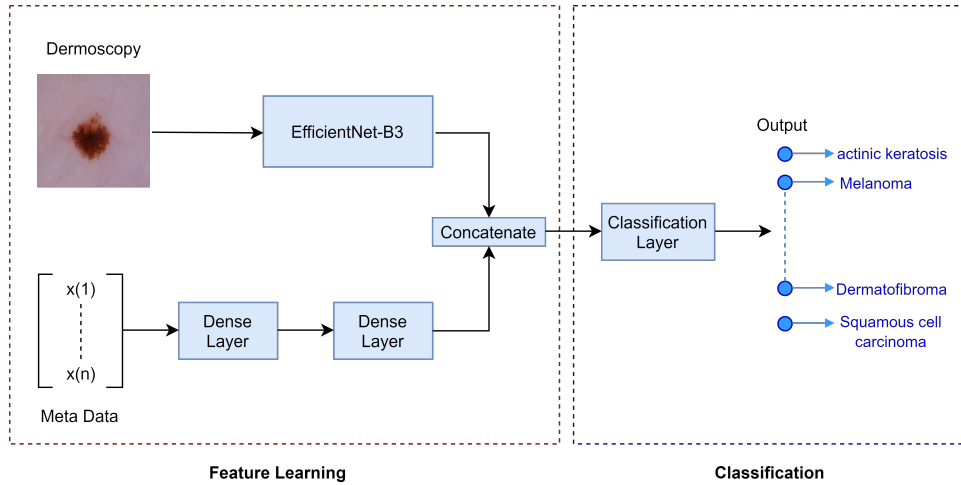 Dermoscopy
EfficientNet-B3
Concatenate
x(1)
x(n)
Meta Data
Dense
Layer
Dense
Layer
Feature Learning
Classification
Layer
Output
actinic keratosis
Melanoma
Dermatofibroma
Squamous cell
carcinoma
Classification